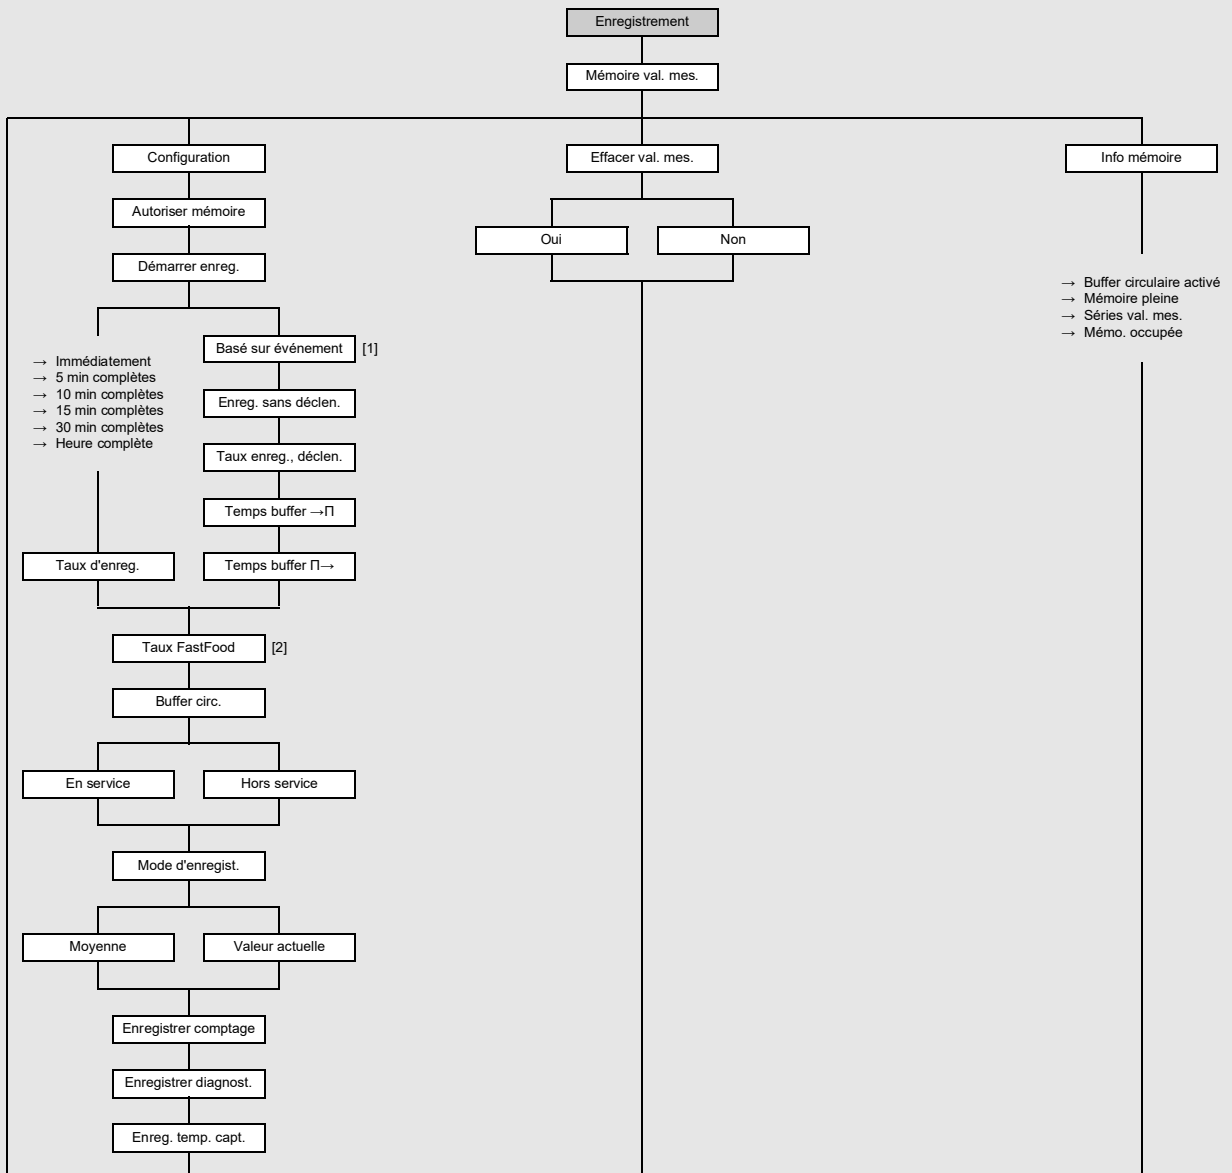 Enregistrement
Mémoire val. mes.
Configuration
Effacer val. mes.
Info mémoire
Autoriser mémoire
Oui
Non
Démarrer enreg.
→ Buffer circulaire activé
→ Mémoire pleine
→ Séries val. mes.
→ Mémo. occupée
Basé sur événement [1]
→ Immédiatement
→ 5 min complètes
→ 10 min complètes
→ 15 min complètes
→ 30 min complètes
→ Heure complète
Enreg. sans déclen.
Taux enreg., déclen.
Temps buffer →Π
Taux d'enreg.
Temps buffer Π→
Taux FastFood [2]
Buffer circ.
En service
Hors service
Mode d'enregist.
Moyenne
Valeur actuelle
Enregistrer comptage
Enregistrer diagnost.
Enreg. temp. capt.